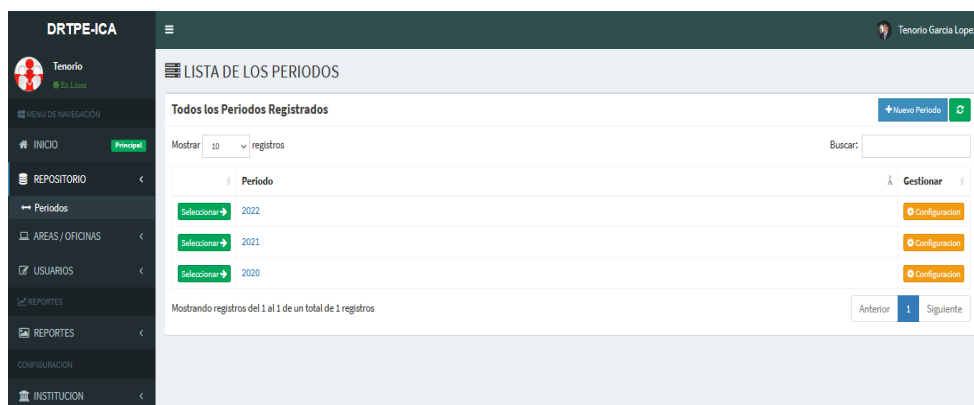 DRTPE-ICA
Tenorio Garcia Lopez
Tenorio
En Linea
MENU DE NAVEGACIÓN
INICIO Principal
REPOSITORIO
Periodos
AREAS / OFICINAS
USUARIOS
REPORTES
REPORTES
CONFIGURACION
INSTITUCION
LISTA DE LOS PERIODOS
Todos los Periodos Registrados
Nuevo Periodo
Mostrar 10 registros
Buscar:
Periodo Gestionar
Seleccionar 2022 Configuracion
Seleccionar 2021 Configuracion
Seleccionar 2020 Configuracion
Mostrando registros del 1 al 1 de un total de 1 registros
Anterior 1 Siguiente